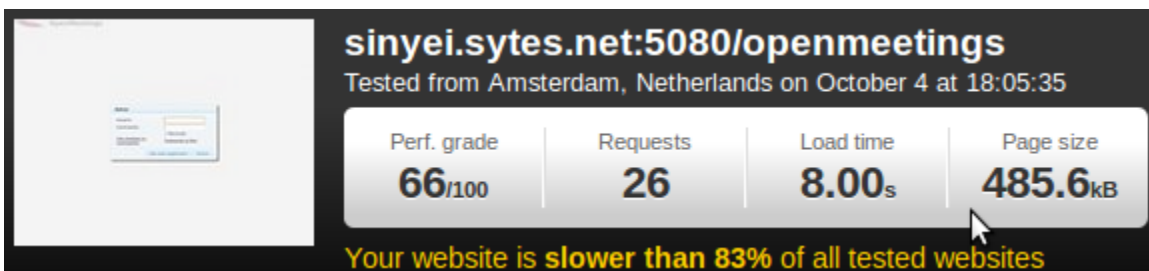 sinyei.sytes.net:5080/openmeetings
Tested from Amsterdam, Netherlands on October 4 at 18:05:35
Perf. grade Requests Load time Page size
66/100 26 8.00s 485.6kB
Your website is slower than 83% of all tested websites